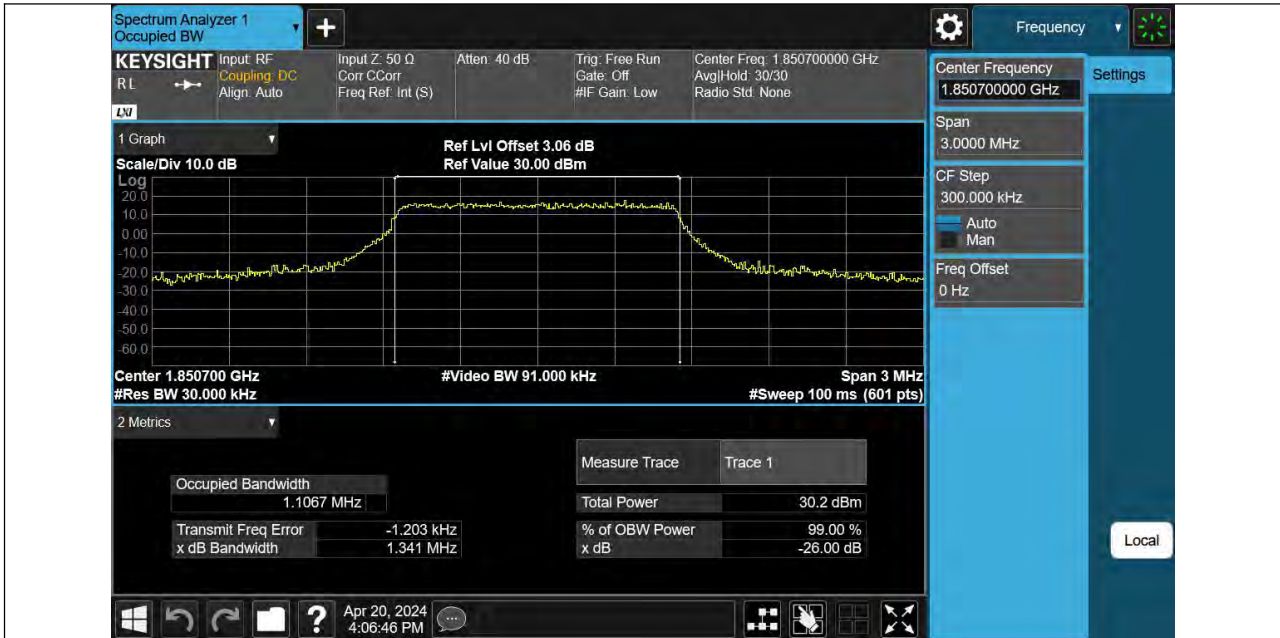 Spectrum Analyzer 1
Occupied BW
Frequency
KEYSIGHT
R L
LXI
Input: RF
Coupling: DC
Align: Auto
Input Z: 50 Ω
Corr CCorr
Freq Ref: Int (S)
Atten: 40 dB
Trig: Free Run
Gate: Off
#IF Gain: Low
Center Freq: 1.850700000 GHz
Avg|Hold: 30/30
Radio Std: None
1 Graph
Scale/Div 10.0 dB
Ref Lvl Offset 3.06 dB
Ref Value 30.00 dBm
Log
20.0
10.0
0.00
-10.0
-20.0
-30.0
-40.0
-50.0
-60.0
Center 1.850700 GHz
#Video BW 91.000 kHz
Span 3 MHz
#Res BW 30.000 kHz
#Sweep 100 ms (601 pts)
2 Metrics
Measure Trace
Trace 1
Occupied Bandwidth
1.1067 MHz
Total Power
30.2 dBm
Transmit Freq Error
-1.203 kHz
% of OBW Power
99.00 %
x dB Bandwidth
1.341 MHz
x dB
-26.00 dB
Center Frequency
1.850700000 GHz
Settings
Span
3.0000 MHz
CF Step
300.000 kHz
Auto
Man
Freq Offset
0 Hz
Local
?
Apr 20, 2024
4:06:46 PM